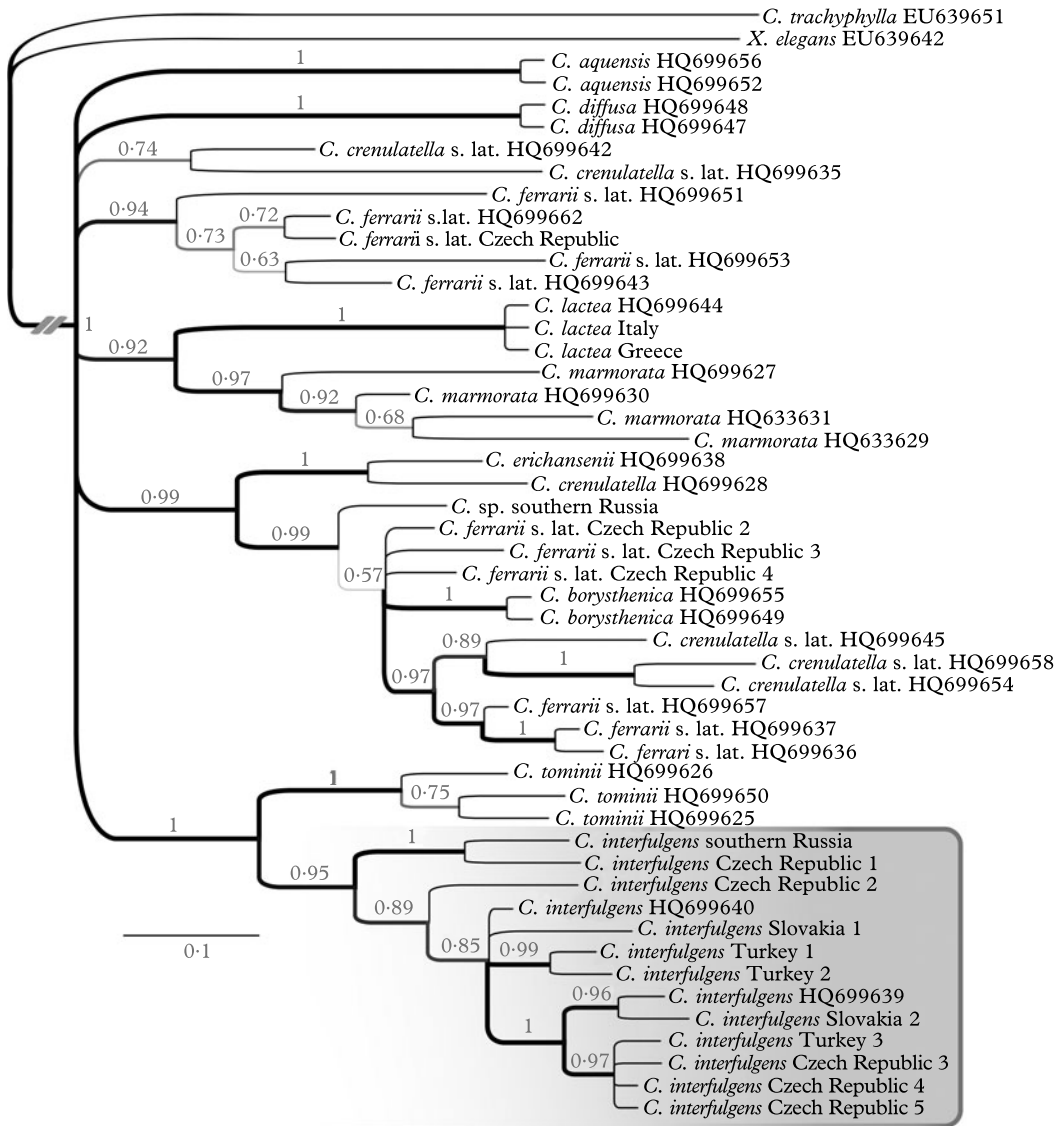 C. trachyphylla EU639651
X. elegans EU639642
1
C. aquensis HQ699656
C. aquensis HQ699652
1
C. diffusa HQ699648
C. diffusa HQ699647
0·74
C. crenulatella s. lat. HQ699642
C. crenulatella s. lat. HQ699635
0·94
C. ferrarii s. lat. HQ699651
0·73
0·72
C. ferrarii s.lat. HQ699662
C. ferrarii s. lat. Czech Republic
0·63
C. ferrarii s. lat. HQ699653
C. ferrarii s. lat. HQ699643
1
0·92
1
C. lactea HQ699644
C. lactea Italy
C. lactea Greece
0·97
C. marmorata HQ699627
0·92
C. marmorata HQ699630
0·68
C. marmorata HQ633631
C. marmorata HQ633629
0·99
1
C. erichansenii HQ699638
C. crenulatella HQ699628
0·99
C. sp. southern Russia
0·57
C. ferrarii s. lat. Czech Republic 2
C. ferrarii s. lat. Czech Republic 3
C. ferrarii s. lat. Czech Republic 4
1
C. borysthenica HQ699655
C. borysthenica HQ699649
0·97
0·89
C. crenulatella s. lat. HQ699645
1
C. crenulatella s. lat. HQ699658
C. crenulatella s. lat. HQ699654
0·97
C. ferrarii s. lat. HQ699657
1
C. ferrarii s. lat. HQ699637
C. ferrari s. lat. HQ699636
1
1
C. tominii HQ699626
0·75
C. tominii HQ699650
C. tominii HQ699625
0·95
1
C. interfulgens southern Russia
C. interfulgens Czech Republic 1
0·89
C. interfulgens Czech Republic 2
0·85
C. interfulgens HQ699640
C. interfulgens Slovakia 1
0·99
C. interfulgens Turkey 1
C. interfulgens Turkey 2
1
0·96
C. interfulgens HQ699639
C. interfulgens Slovakia 2
0·97
C. interfulgens Turkey 3
C. interfulgens Czech Republic 3
C. interfulgens Czech Republic 4
C. interfulgens Czech Republic 5
0·1